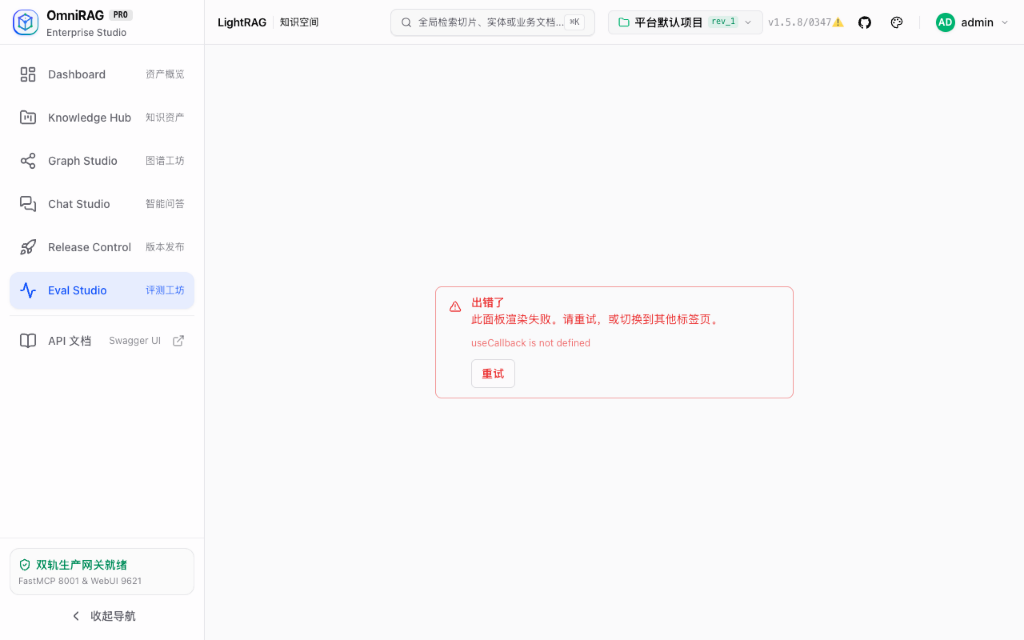 OmniRAG PRO
Enterprise Studio
LightRAG 知识空间
全局检索切片、实体或业务文档... ⌘K
平台默认项目 rev_1
v1.5.8/0347
AD admin
Dashboard 资产概览
Knowledge Hub 知识资产
Graph Studio 图谱工坊
Chat Studio 智能问答
Release Control 版本发布
Eval Studio 评测工坊
API 文档 Swagger UI
出错了
此面板渲染失败。请重试，或切换到其他标签页。
useCallback is not defined
重试
双轨生产网关就绪
FastMCP 8001 & WebUI 9621
收起导航